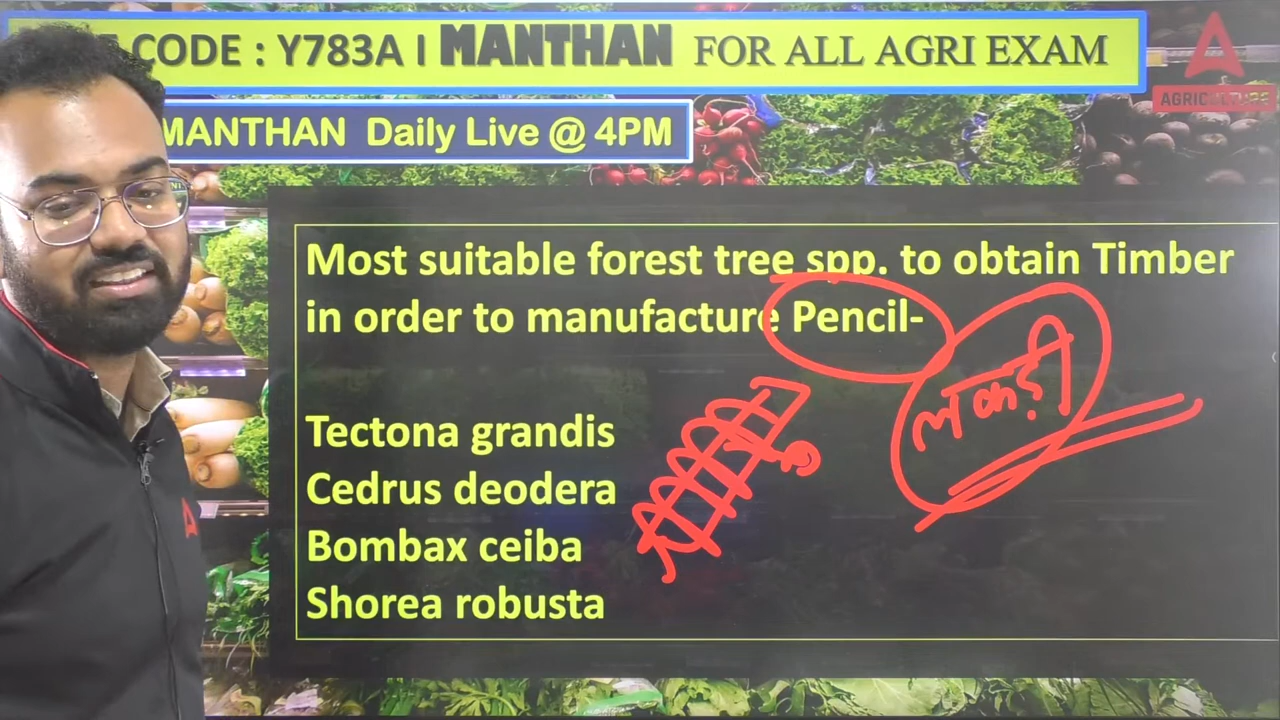 CODE : Y783A I MANTHAN FOR ALL AGRI EXAM
AGRICULTURE
MANTHAN Daily Live @ 4PM
Most suitable forest tree spp. to obtain Timber
in order to manufacture Pencil-
लकड़ी
Tectona grandis
Cedrus deodera
Bombax ceiba
Shorea robusta